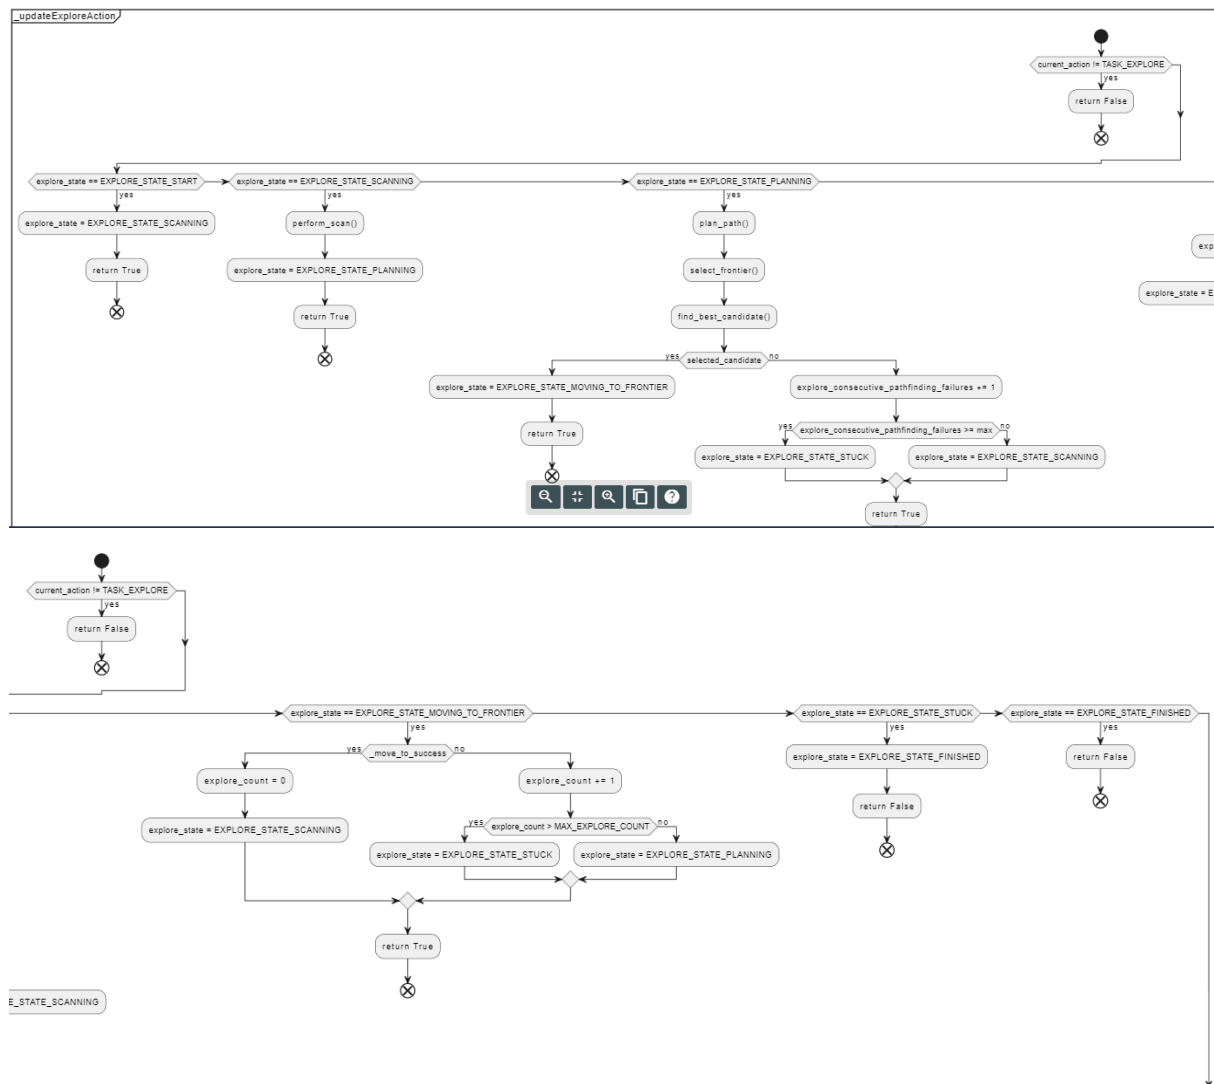 _updateExploreAction
current_action != TASK_EXPLORE
yes
return False
explore_state == EXPLORE_STATE_START
explore_state == EXPLORE_STATE_SCANNING
explore_state == EXPLORE_STATE_PLANNING
yes
yes
yes
explore_state = EXPLORE_STATE_SCANNING
perform_scan()
plan_path()
exp
return True
explore_state = EXPLORE_STATE_PLANNING
select_frontier()
explore_state = E
return True
find_best_candidate()
yes
selected_candidate
no
explore_state = EXPLORE_STATE_MOVING_TO_FRONTIER
explore_consecutive_pathfinding_failures += 1
return True
yes
explore_consecutive_pathfinding_failures >= max
no
explore_state = EXPLORE_STATE_STUCK
explore_state = EXPLORE_STATE_SCANNING
return True
current_action != TASK_EXPLORE
yes
return False
explore_state == EXPLORE_STATE_MOVING_TO_FRONTIER
explore_state == EXPLORE_STATE_STUCK
explore_state == EXPLORE_STATE_FINISHED
yes
yes
yes
yes
_move_to_success
no
explore_state = EXPLORE_STATE_FINISHED
return False
explore_count = 0
explore_count += 1
return False
explore_state = EXPLORE_STATE_SCANNING
yes
explore_count > MAX_EXPLORE_COUNT
no
explore_state = EXPLORE_STATE_STUCK
explore_state = EXPLORE_STATE_PLANNING
return True
E_STATE_SCANNING